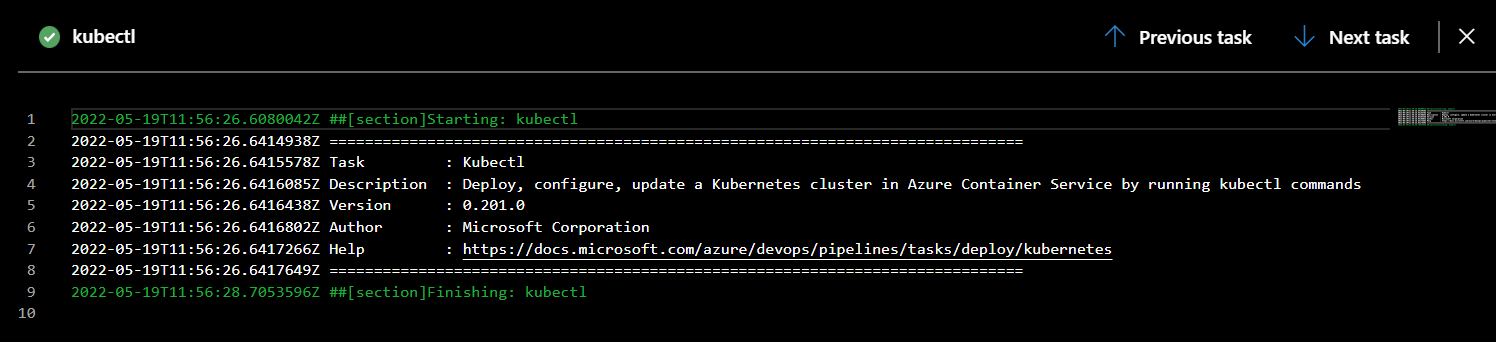 kubectl
Previous task
Next task
1 2022-05-19T11:56:26.6080042Z ##[section]Starting: kubectl
2 2022-05-19T11:56:26.6414938Z ==============================================================================
3 2022-05-19T11:56:26.6415578Z Task         : Kubectl
4 2022-05-19T11:56:26.6416085Z Description  : Deploy, configure, update a Kubernetes cluster in Azure Container Service by running kubectl commands
5 2022-05-19T11:56:26.6416438Z Version      : 0.201.0
6 2022-05-19T11:56:26.6416802Z Author       : Microsoft Corporation
7 2022-05-19T11:56:26.6417266Z Help         : https://docs.microsoft.com/azure/devops/pipelines/tasks/deploy/kubernetes
8 2022-05-19T11:56:26.6417649Z ==============================================================================
9 2022-05-19T11:56:28.7053596Z ##[section]Finishing: kubectl
10